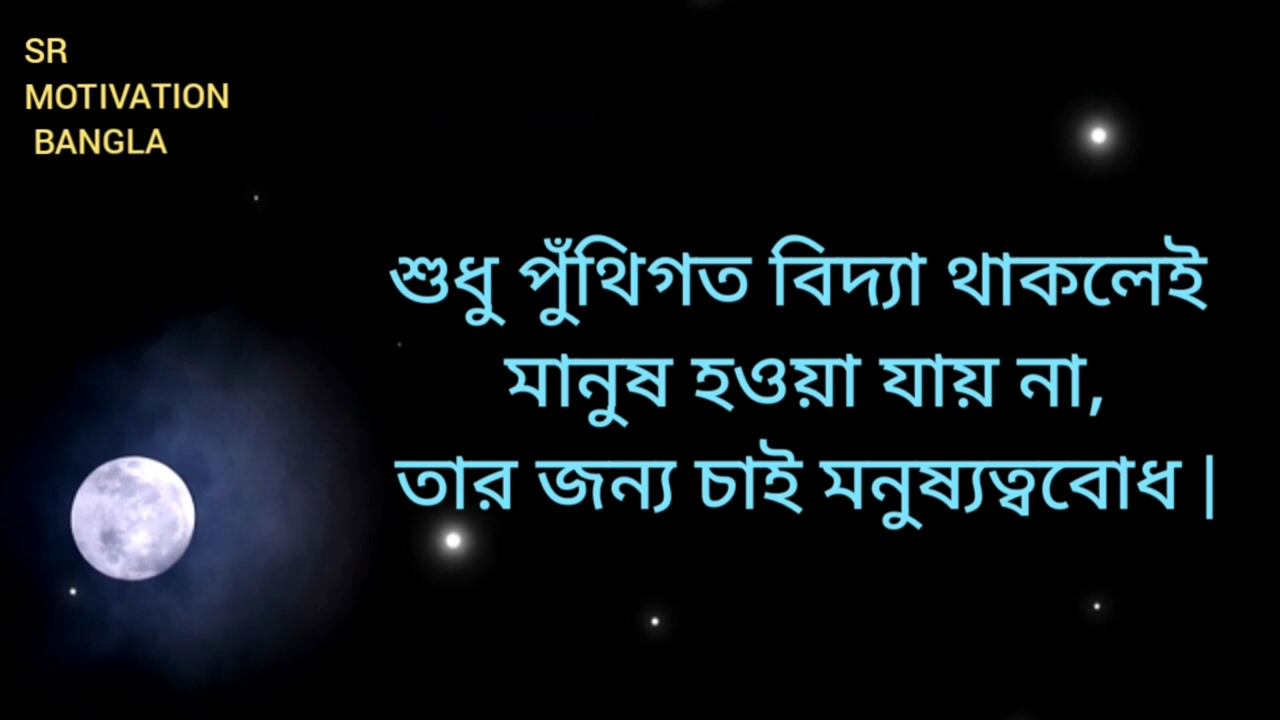 SR
MOTIVATION
BANGLA
শুধু পুঁথিগত বিদ্যা থাকলেই
মানুষ হওয়া যায় না,
তার জন্য চাই মনুষ্যত্ববোধ |